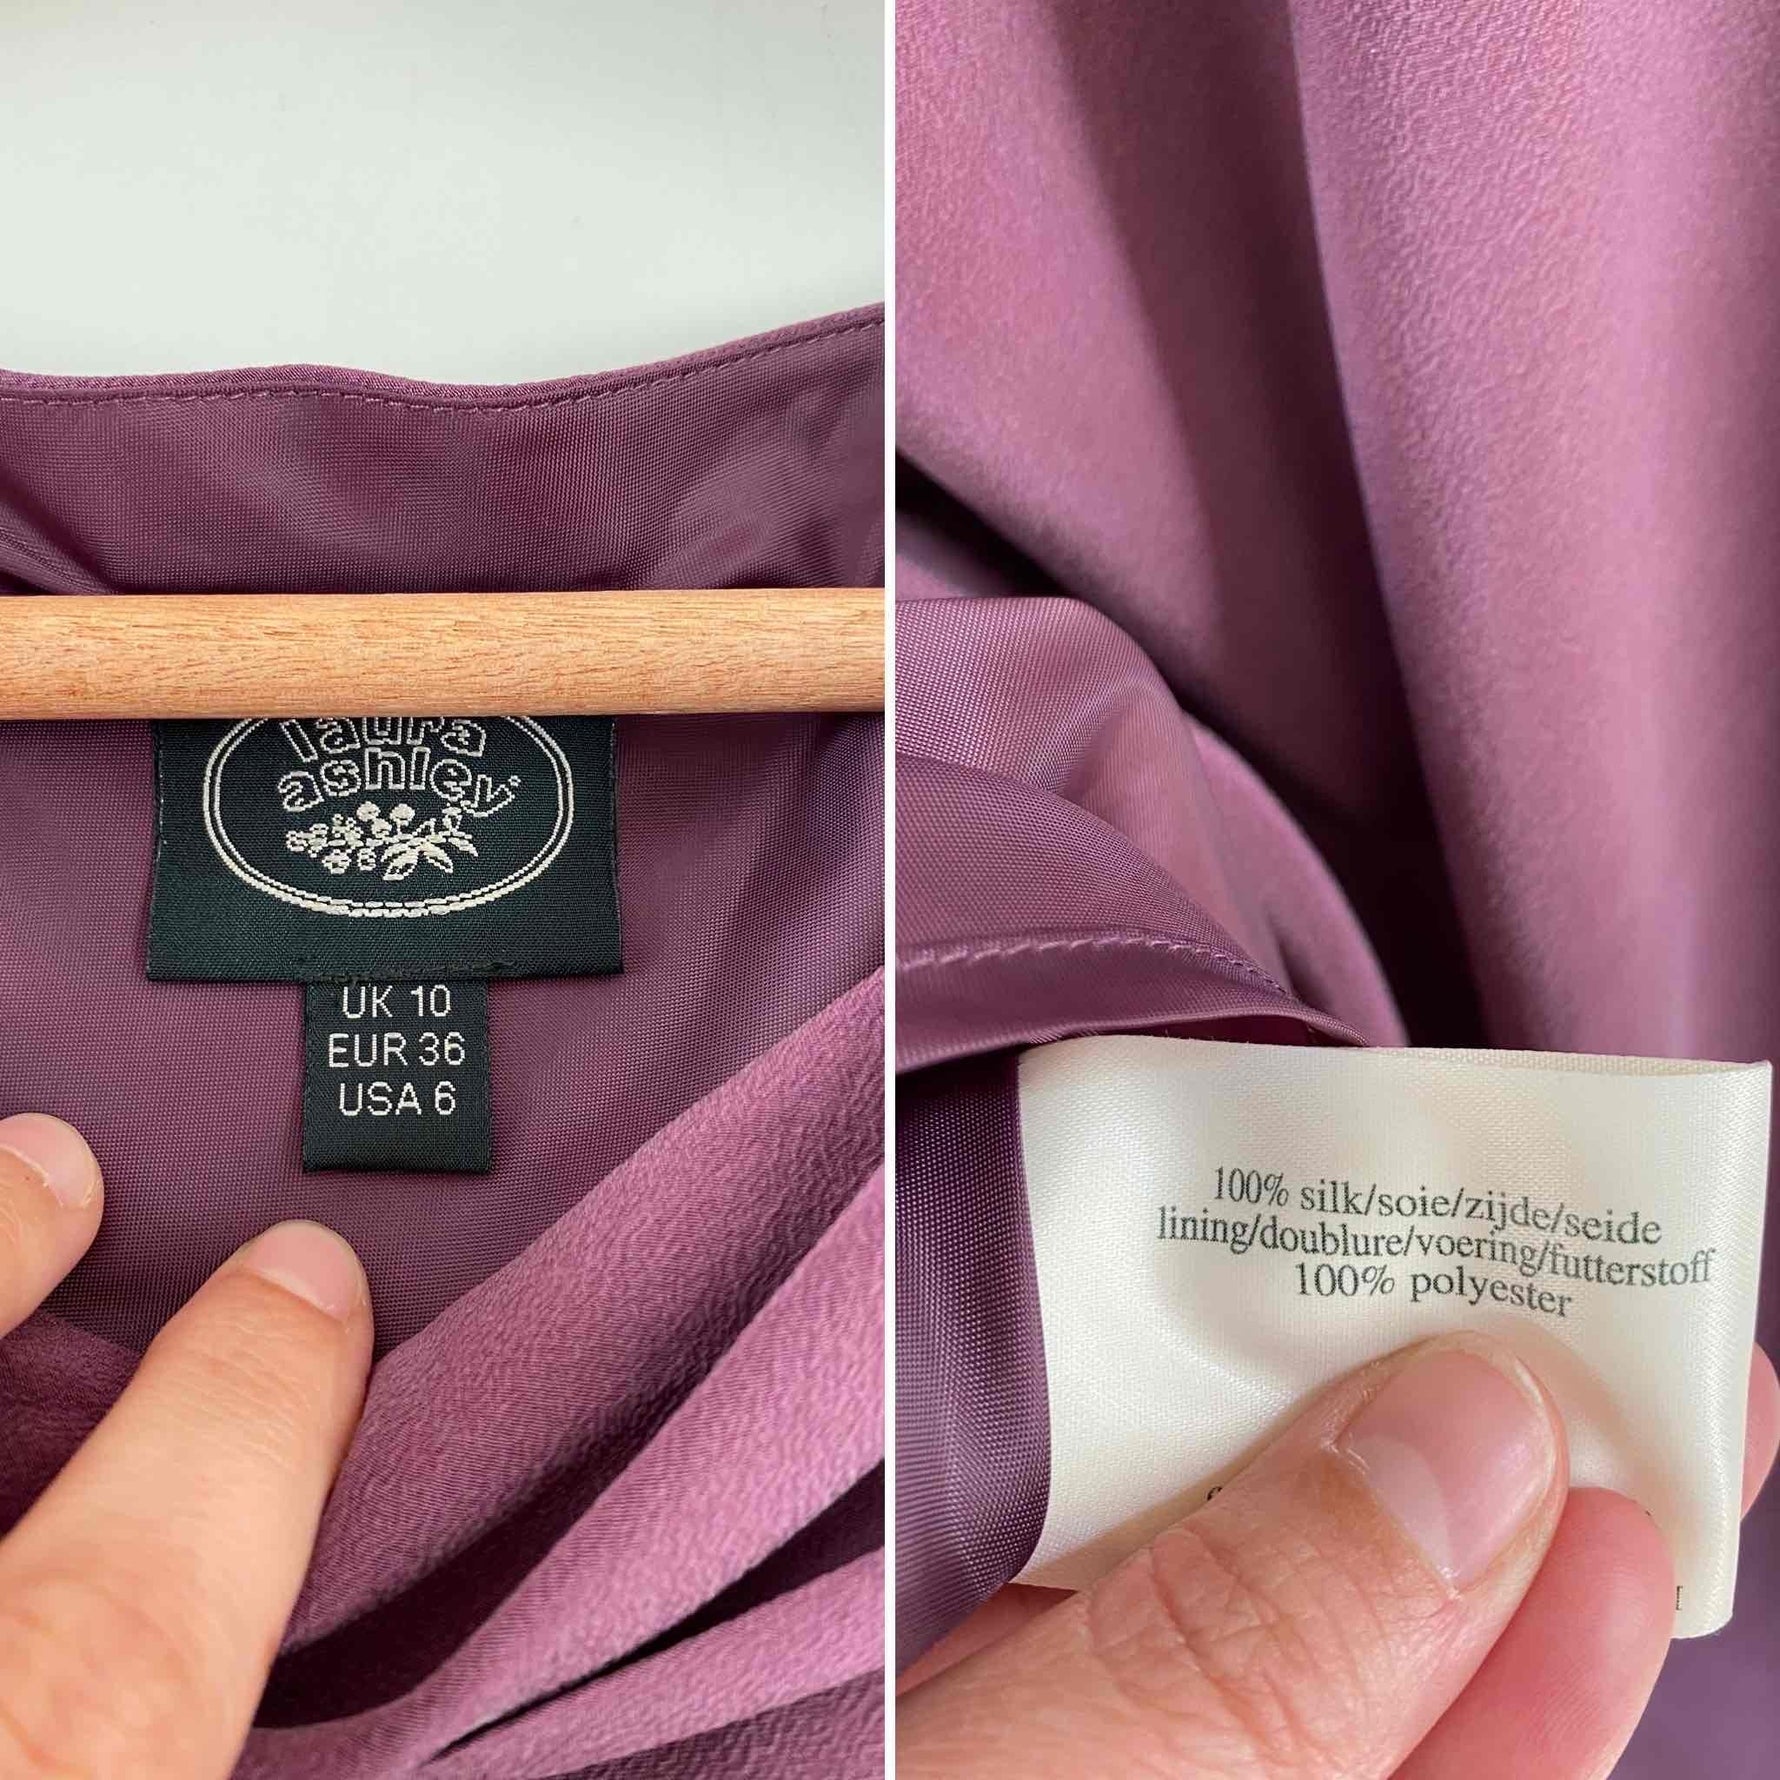 laura
ashley
UK 10
EUR 36
USA 6
100% silk/soie/zijde/seide
lining/doublure/voering/futterstoff
100% polyester